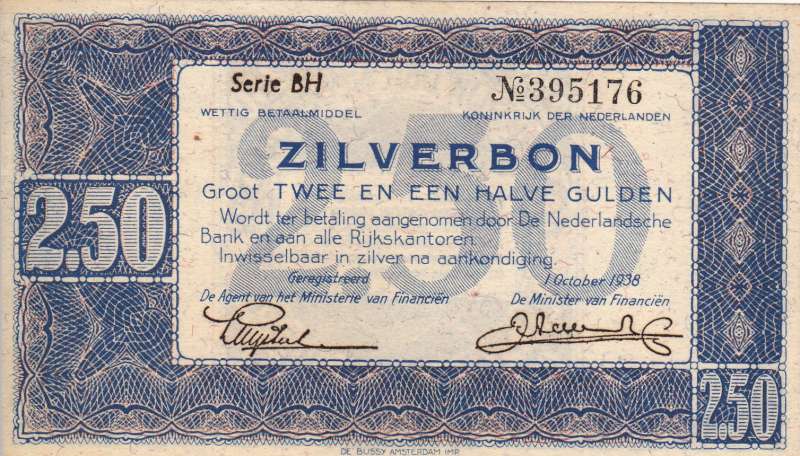 Serie BH
№395176
WETTIG BETAALMIDDEL
KONINKRIJK DER NEDERLANDEN
ZILVERBON
Groot TWEE EN EEN HALVE GULDEN
Wordt ter betaling aangenomen door De Nederlandsche
Bank en aan alle Rijkskantoren.
Inwisselbaar in zilver na aankondiging.
Geregistreerd
1 October 1938
De Agent van het Ministerie van Financiën
De Minister van Financiën
2.50
2.50
2.50
DE BUSSY AMSTERDAM IMP.